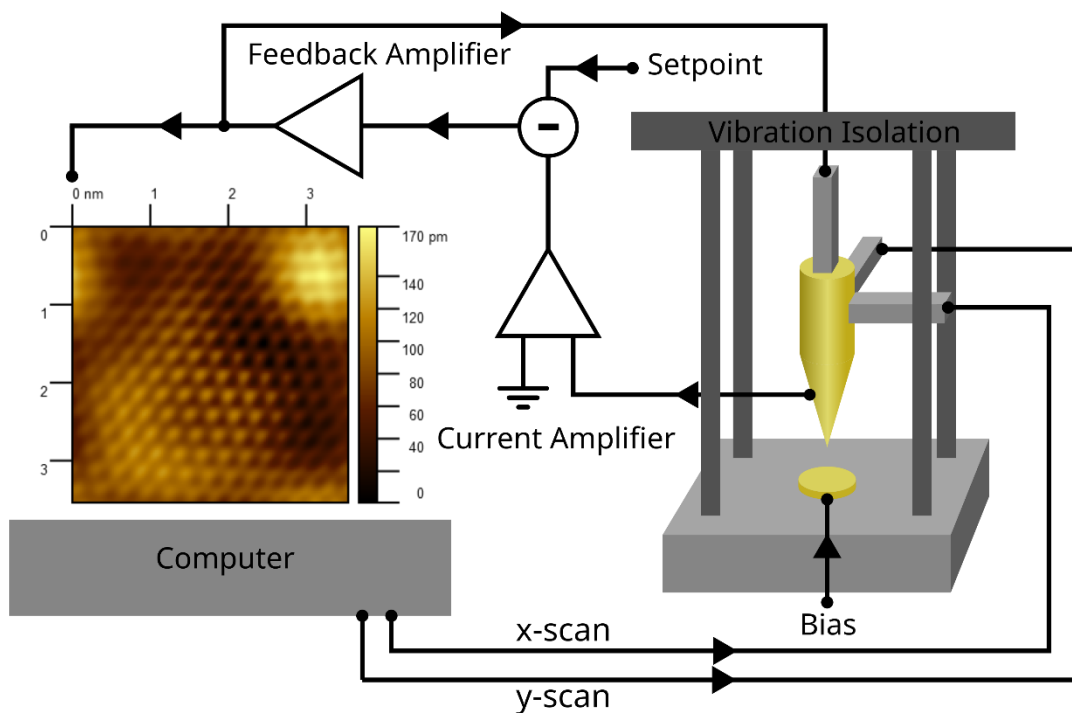 Feedback Amplifier
Setpoint
-
Vibration Isolation
0 nm 1 2 3
0
1
2
3
170 pm
140
120
100
80
60
40
0
Current Amplifier
Computer
Bias
x-scan
y-scan